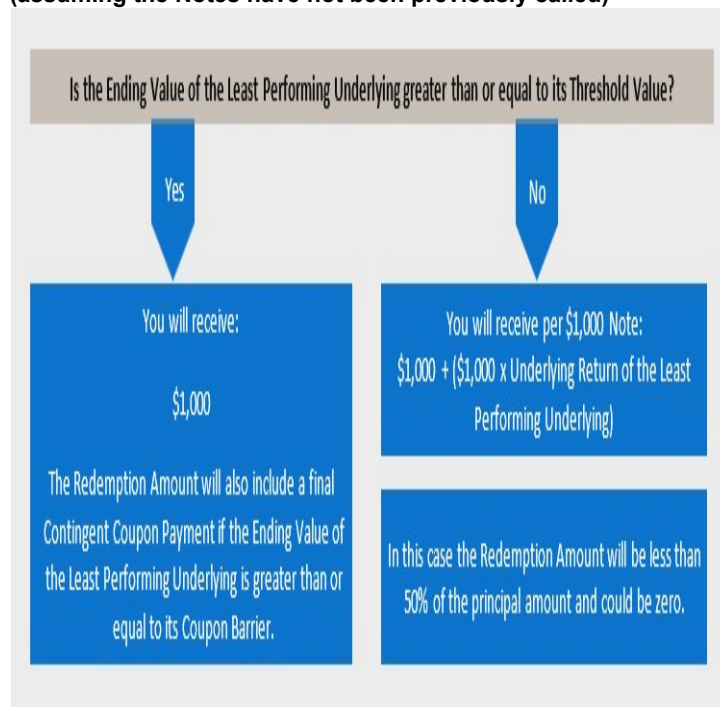 (assuming the Notes have not been previously called)
Is the Ending Value of the Least Performing Underlying greater than or equal to its Threshold Value?
Yes
No
You will receive:
$1,000
The Redemption Amount will also include a final
Contingent Coupon Payment if the Ending Value of
the Least Performing Underlying is greater than or
equal to its Coupon Barrier.
You will receive per $1,000 Note:
$1,000 + ($1,000 x Underlying Return of the Least
Performing Underlying)
In this case the Redemption Amount will be less than
50% of the principal amount and could be zero.